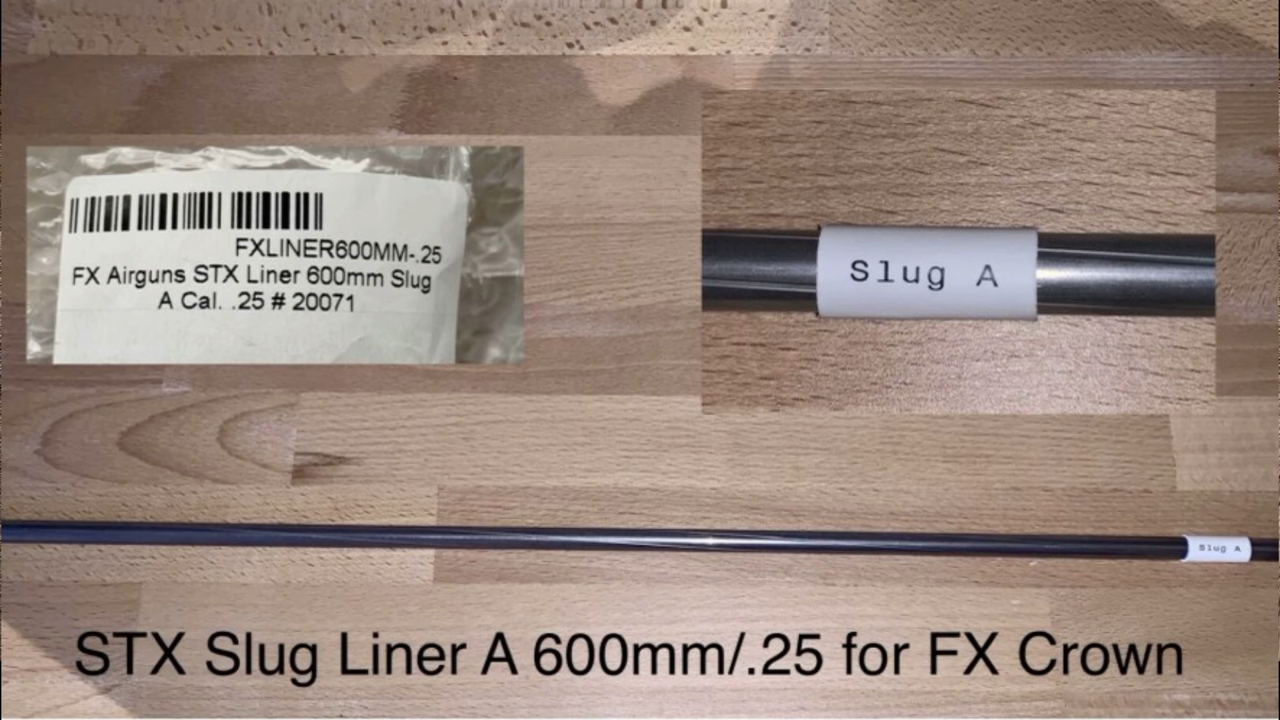 FXLINER600MM-.25
FX Airguns STX Liner 600mm Slug
A Cal. .25 # 20071
Slug A
Slug A
STX Slug Liner A 600mm/.25 for FX Crown